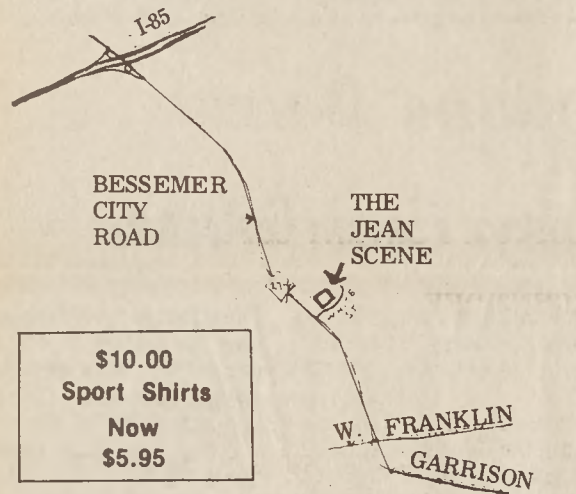 I-85
BESSEMER
CITY
ROAD
THE
JEAN
SCENE
$10.00
Sport Shirts
Now
$5.95
W. FRANKLIN
GARRISON